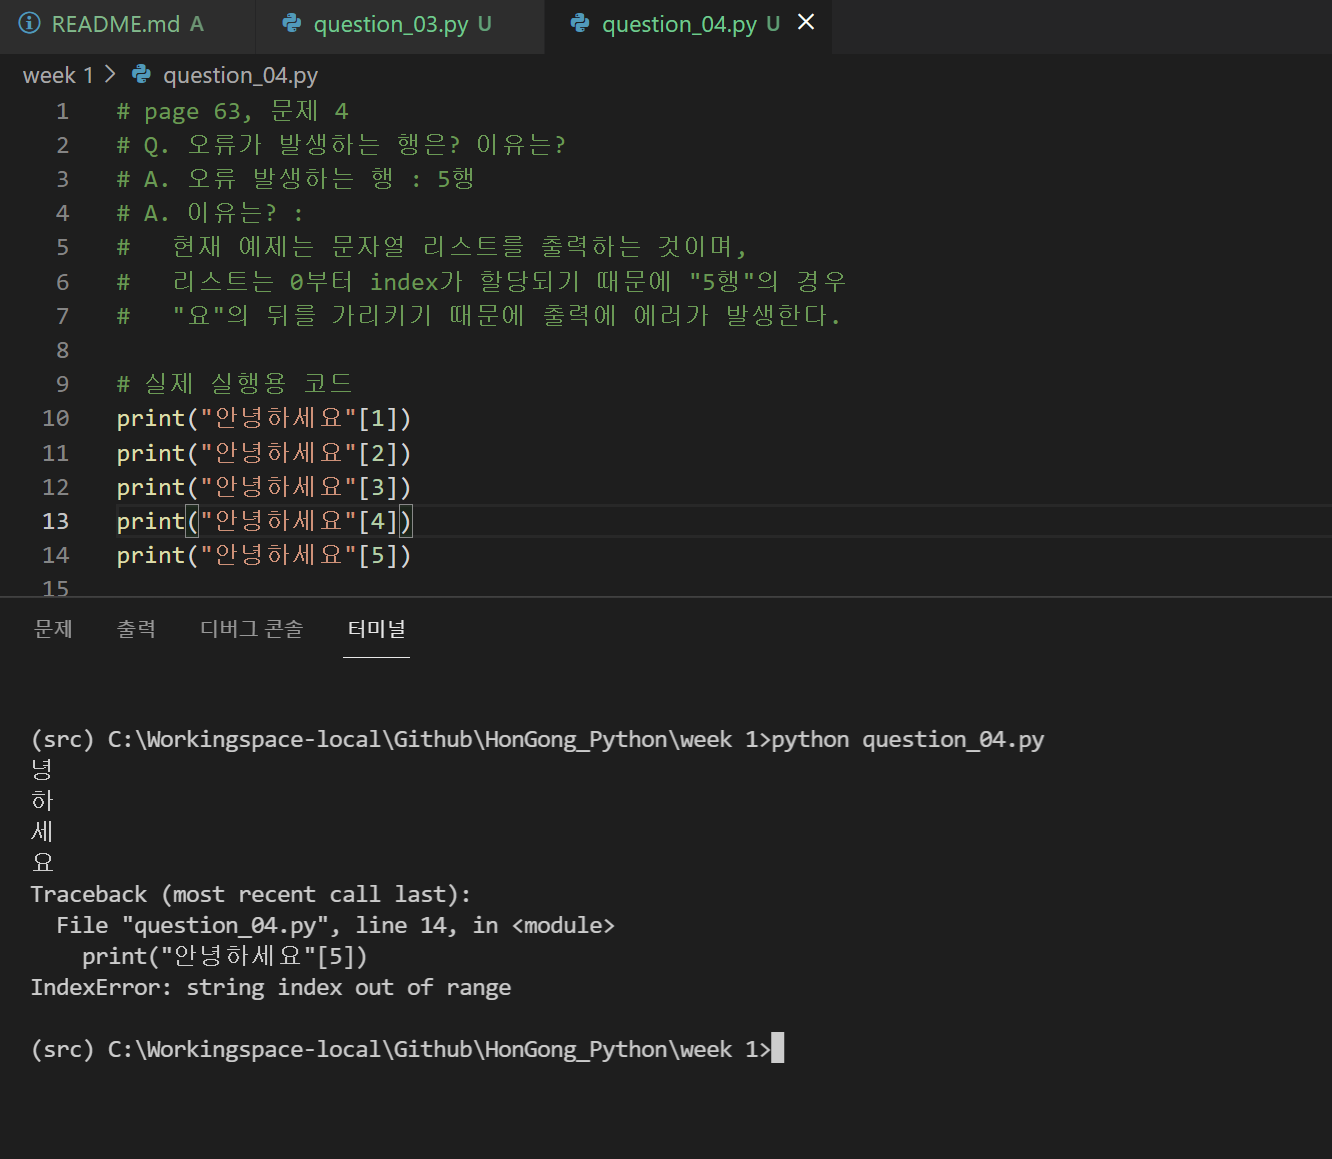 README.md A
question_03.py U
question_04.py U
week 1 > question_04.py
1 # page 63, 문제 4
2 # Q. 오류가 발생하는 행은? 이유는?
3 # A. 오류 발생하는 행 : 5행
4 # A. 이유는? :
5 #   현재 예제는 문자열 리스트를 출력하는 것이며,
6 #   리스트는 0부터 index가 할당되기 때문에 "5행"의 경우
7 #   "요"의 뒤를 가리키기 때문에 출력에 에러가 발생한다.
8
9 # 실제 실행용 코드
10 print("안녕하세요"[1])
11 print("안녕하세요"[2])
12 print("안녕하세요"[3])
13 print("안녕하세요"[4])
14 print("안녕하세요"[5])
15
문제 출력 디버그 콘솔 터미널
(src) C:\Workingspace-local\Github\HonGong_Python\week 1>python question_04.py
녕
하
세
요
Traceback (most recent call last):
  File "question_04.py", line 14, in <module>
    print("안녕하세요"[5])
IndexError: string index out of range
(src) C:\Workingspace-local\Github\HonGong_Python\week 1>